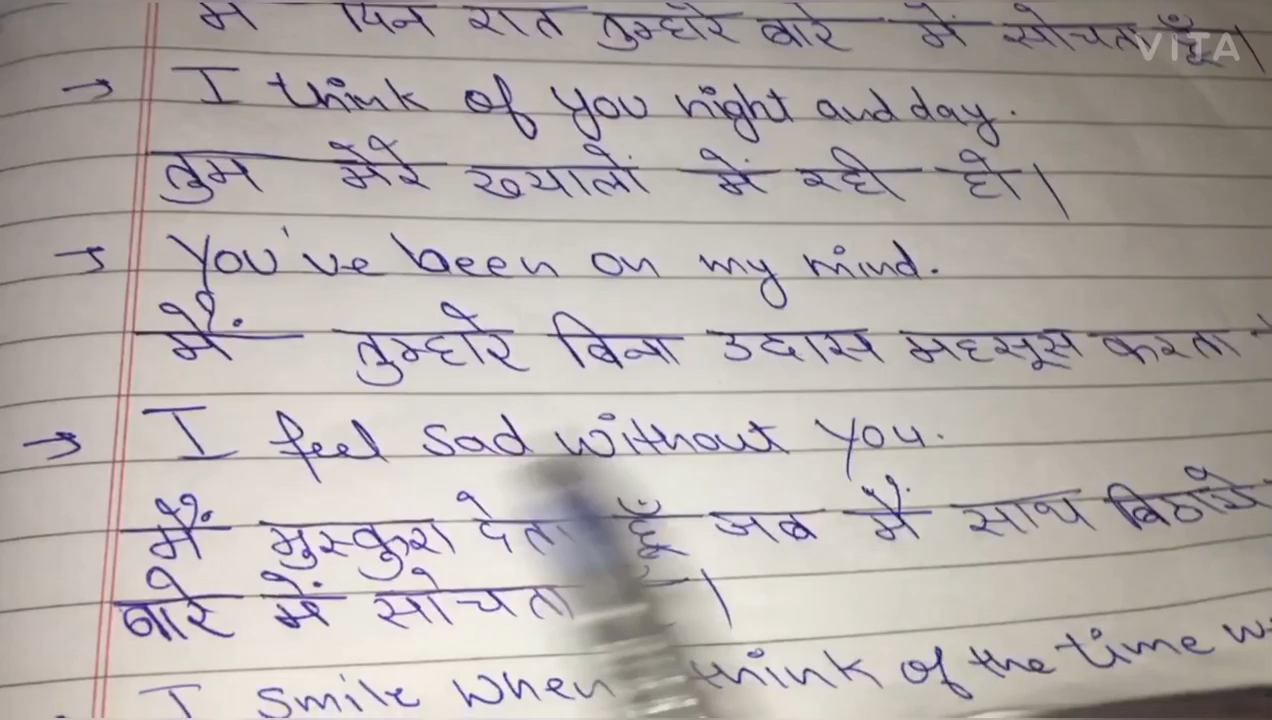 मैं दिन रात तुम्हारे बारे में सोचता हूँ।
VITA
→ I think of you night and day.
तुम मेरे ख्यालों में रही हो।
→ You've been on my mind.
मैं तुम्हारे बिना उदास महसूस करता
→ I feel sad without you.
मैं मुस्कुरा देता हूँ जब मैं साथ बिताये
बारे में सोचता।
I smile when think of the time